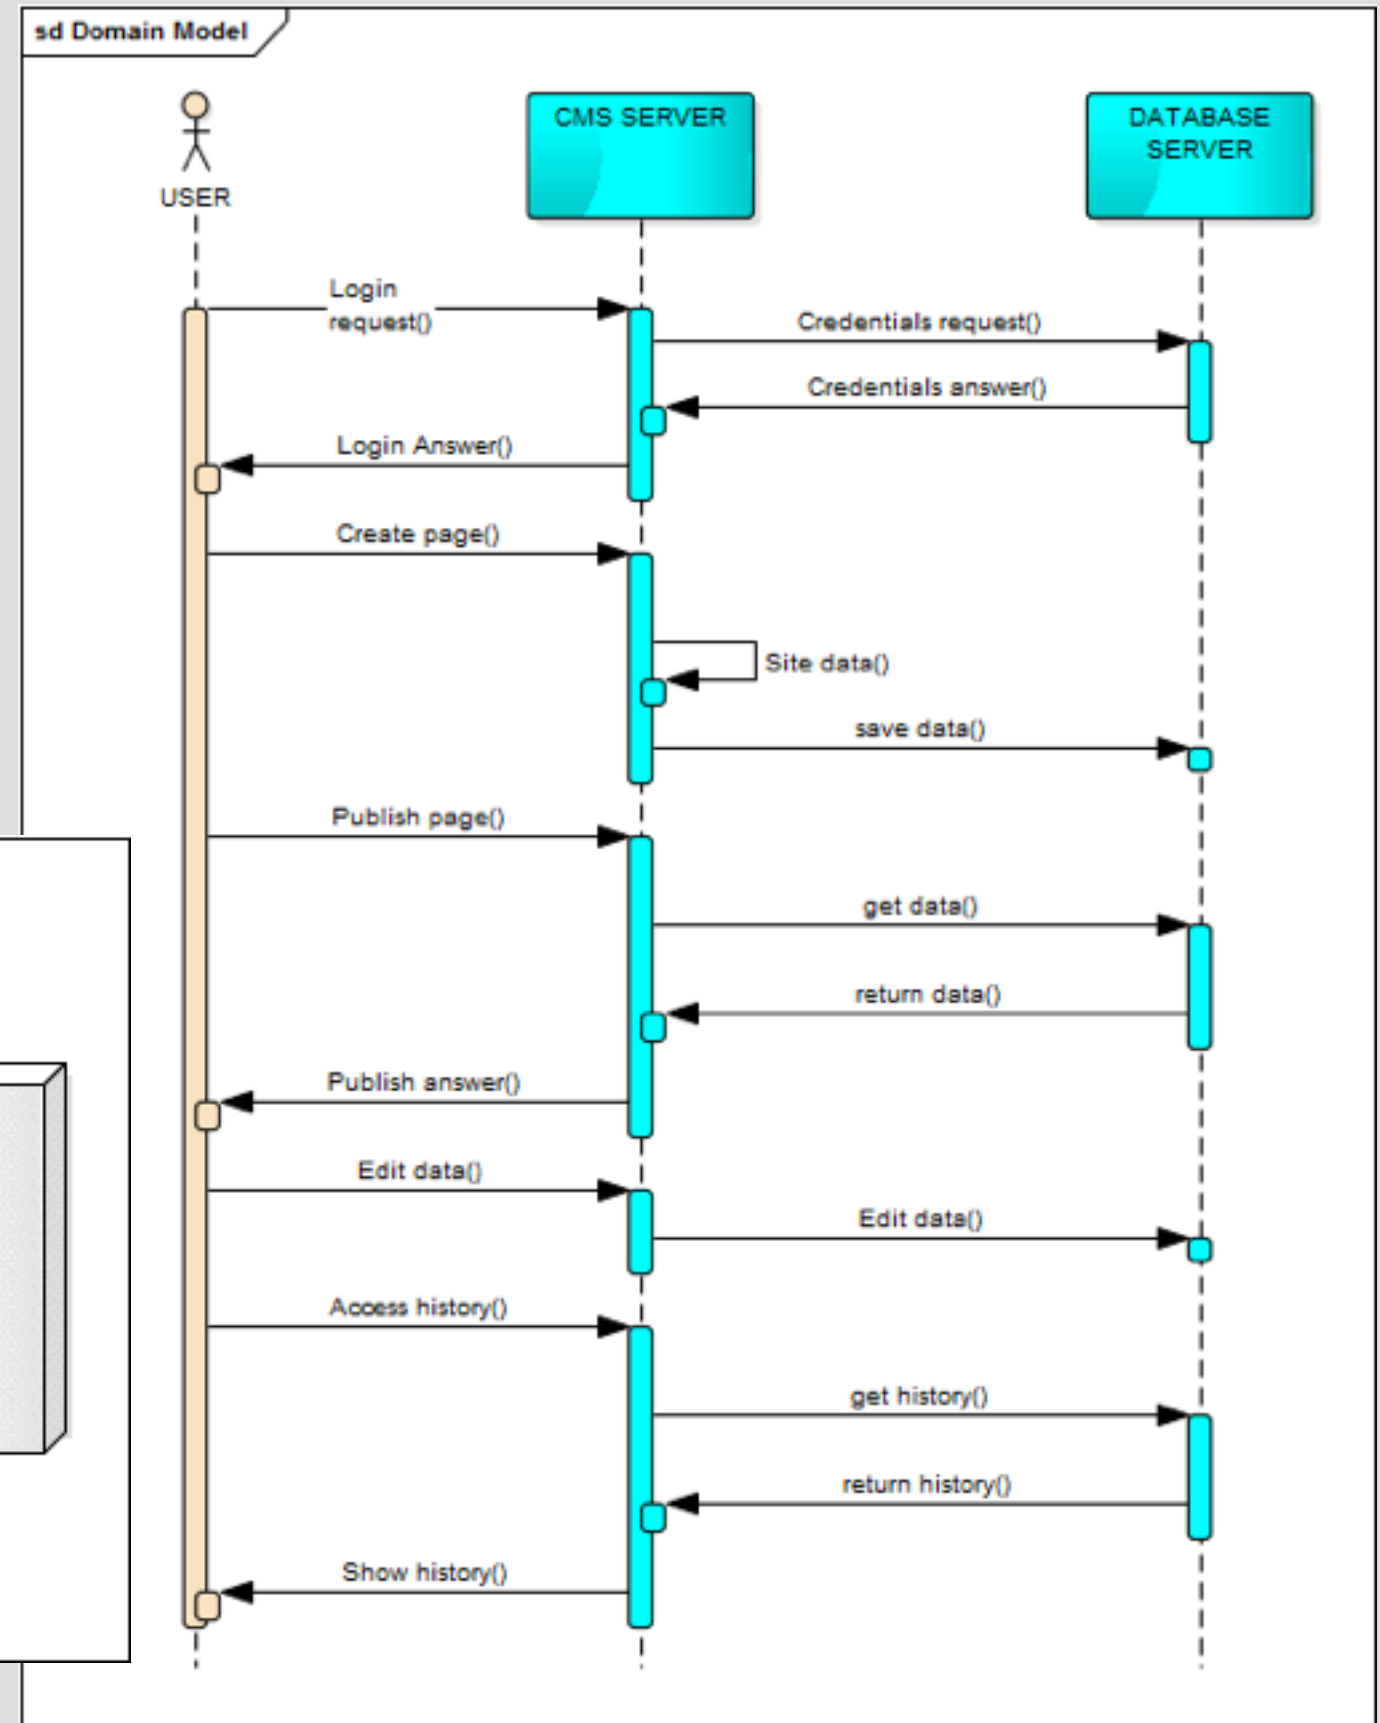 sd Domain Model
CMS SERVER
DATABASE
SERVER
USER
Login
request()
Credentials request()
Credentials answer()
Login Answer()
Create page()
Site data()
save data()
Publish page()
get data()
return data()
Publish answer()
Edit data()
Edit data()
Access history()
get history()
return history()
Show history()